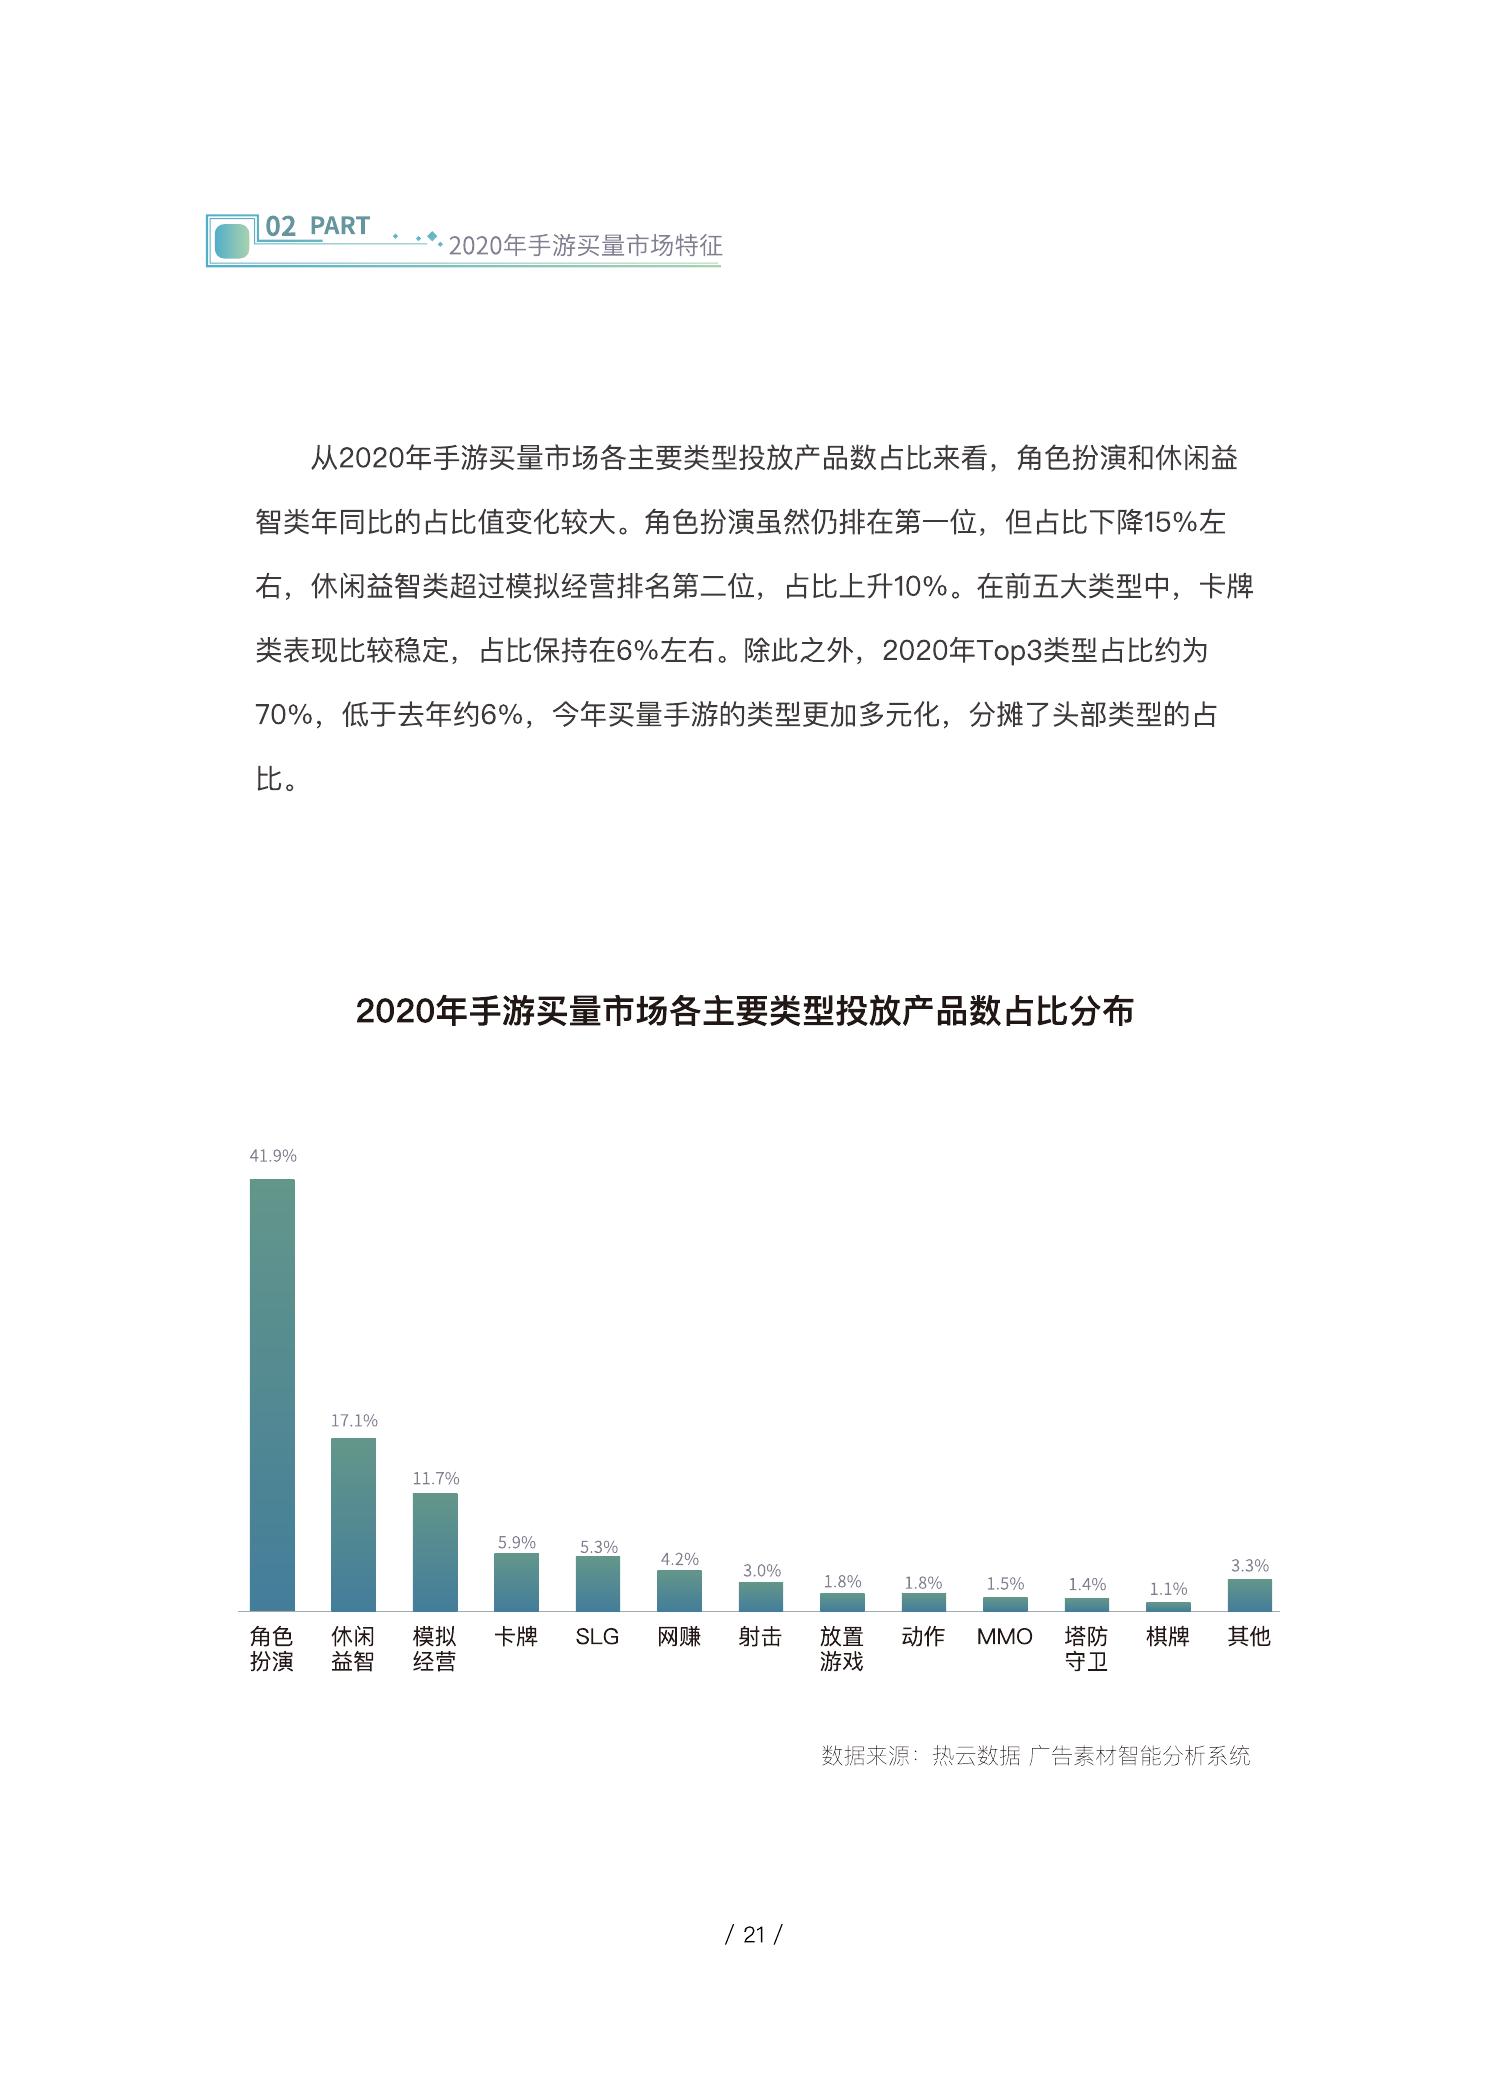 02 PART
2020年手游买量市场特征
从2020年手游买量市场各主要类型投放产品数占比来看，角色扮演和休闲益
智类年同比的占比值变化较大。角色扮演虽然仍排在第一位，但占比下降15%左
右，休闲益智类超过模拟经营排名第二位，占比上升10%。在前五大类型中，卡牌
类表现比较稳定，占比保持在6%左右。除此之外，2020年Top3类型占比约为
70%，低于去年约6%，今年买量手游的类型更加多元化，分摊了头部类型的占
比。
2020年手游买量市场各主要类型投放产品数占比分布
41.9%
17.1%
11.7%
5.9%
5.3%
4.2%
3.0%
1.8%
1.8%
1.5%
1.4%
1.1%
3.3%
角色
扮演
休闲
益智
模拟
经营
卡牌
SLG
网赚
射击
放置
游戏
动作
MMO
塔防
守卫
棋牌
其他
数据来源：热云数据 广告素材智能分析系统
/ 21 /